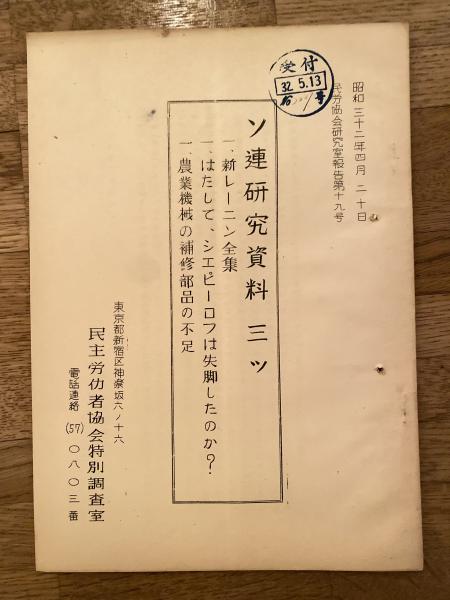 昭和三十二年四月二十日
民労協会研究室報告第十九号
受付
32.5.13
号
ソ連研究資料 三ツ
一、新レーニン全集
一、はたして、シエピーロフは失脚したのか?
一、農業機械の補修部品の不足
東京都新宿区神楽坂六ノ十六
民主労仂者協会特別調査室
電話連絡 (57) 〇八〇三番